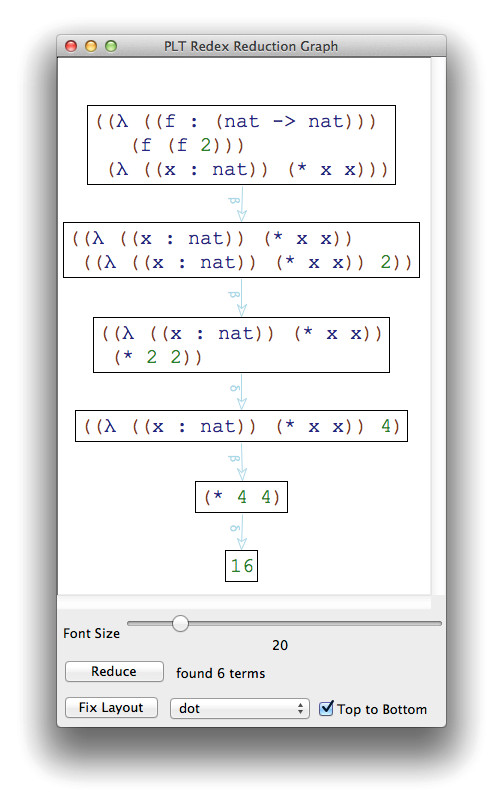 PLT Redex Reduction Graph
((λ ((f : (nat -> nat)))
(f (f 2)))
(λ ((x : nat)) (* x x)))
β
((λ ((x : nat)) (* x x))
((λ ((x : nat)) (* x x)) 2))
β
((λ ((x : nat)) (* x x))
(* 2 2))
δ
((λ ((x : nat)) (* x x)) 4)
β
(* 4 4)
δ
16
Font Size
20
Reduce found 6 terms
Fix Layout dot Top to Bottom